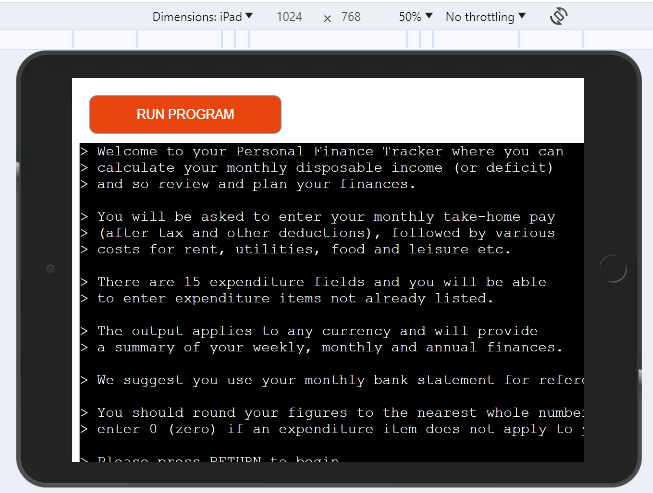 Dimensions: iPad ▼ 1024 x 768 50% ▼ No throttling ▼
RUN PROGRAM
> Welcome to your Personal Finance Tracker where you can
> calculate your monthly disposable income (or deficit)
> and so review and plan your finances.
> You will be asked to enter your monthly take-home pay
> (after tax and other deductions), followed by various
> costs for rent, utilities, food and leisure etc.
> There are 15 expenditure fields and you will be able
> to enter expenditure items not already listed.
> The output applies to any currency and will provide
> a summary of your weekly, monthly and annual finances.
> We suggest you use your monthly bank statement for refere
> You should round your figures to the nearest whole number
> enter 0 (zero) if an expenditure item does not apply to
> Please press RETURN to begin